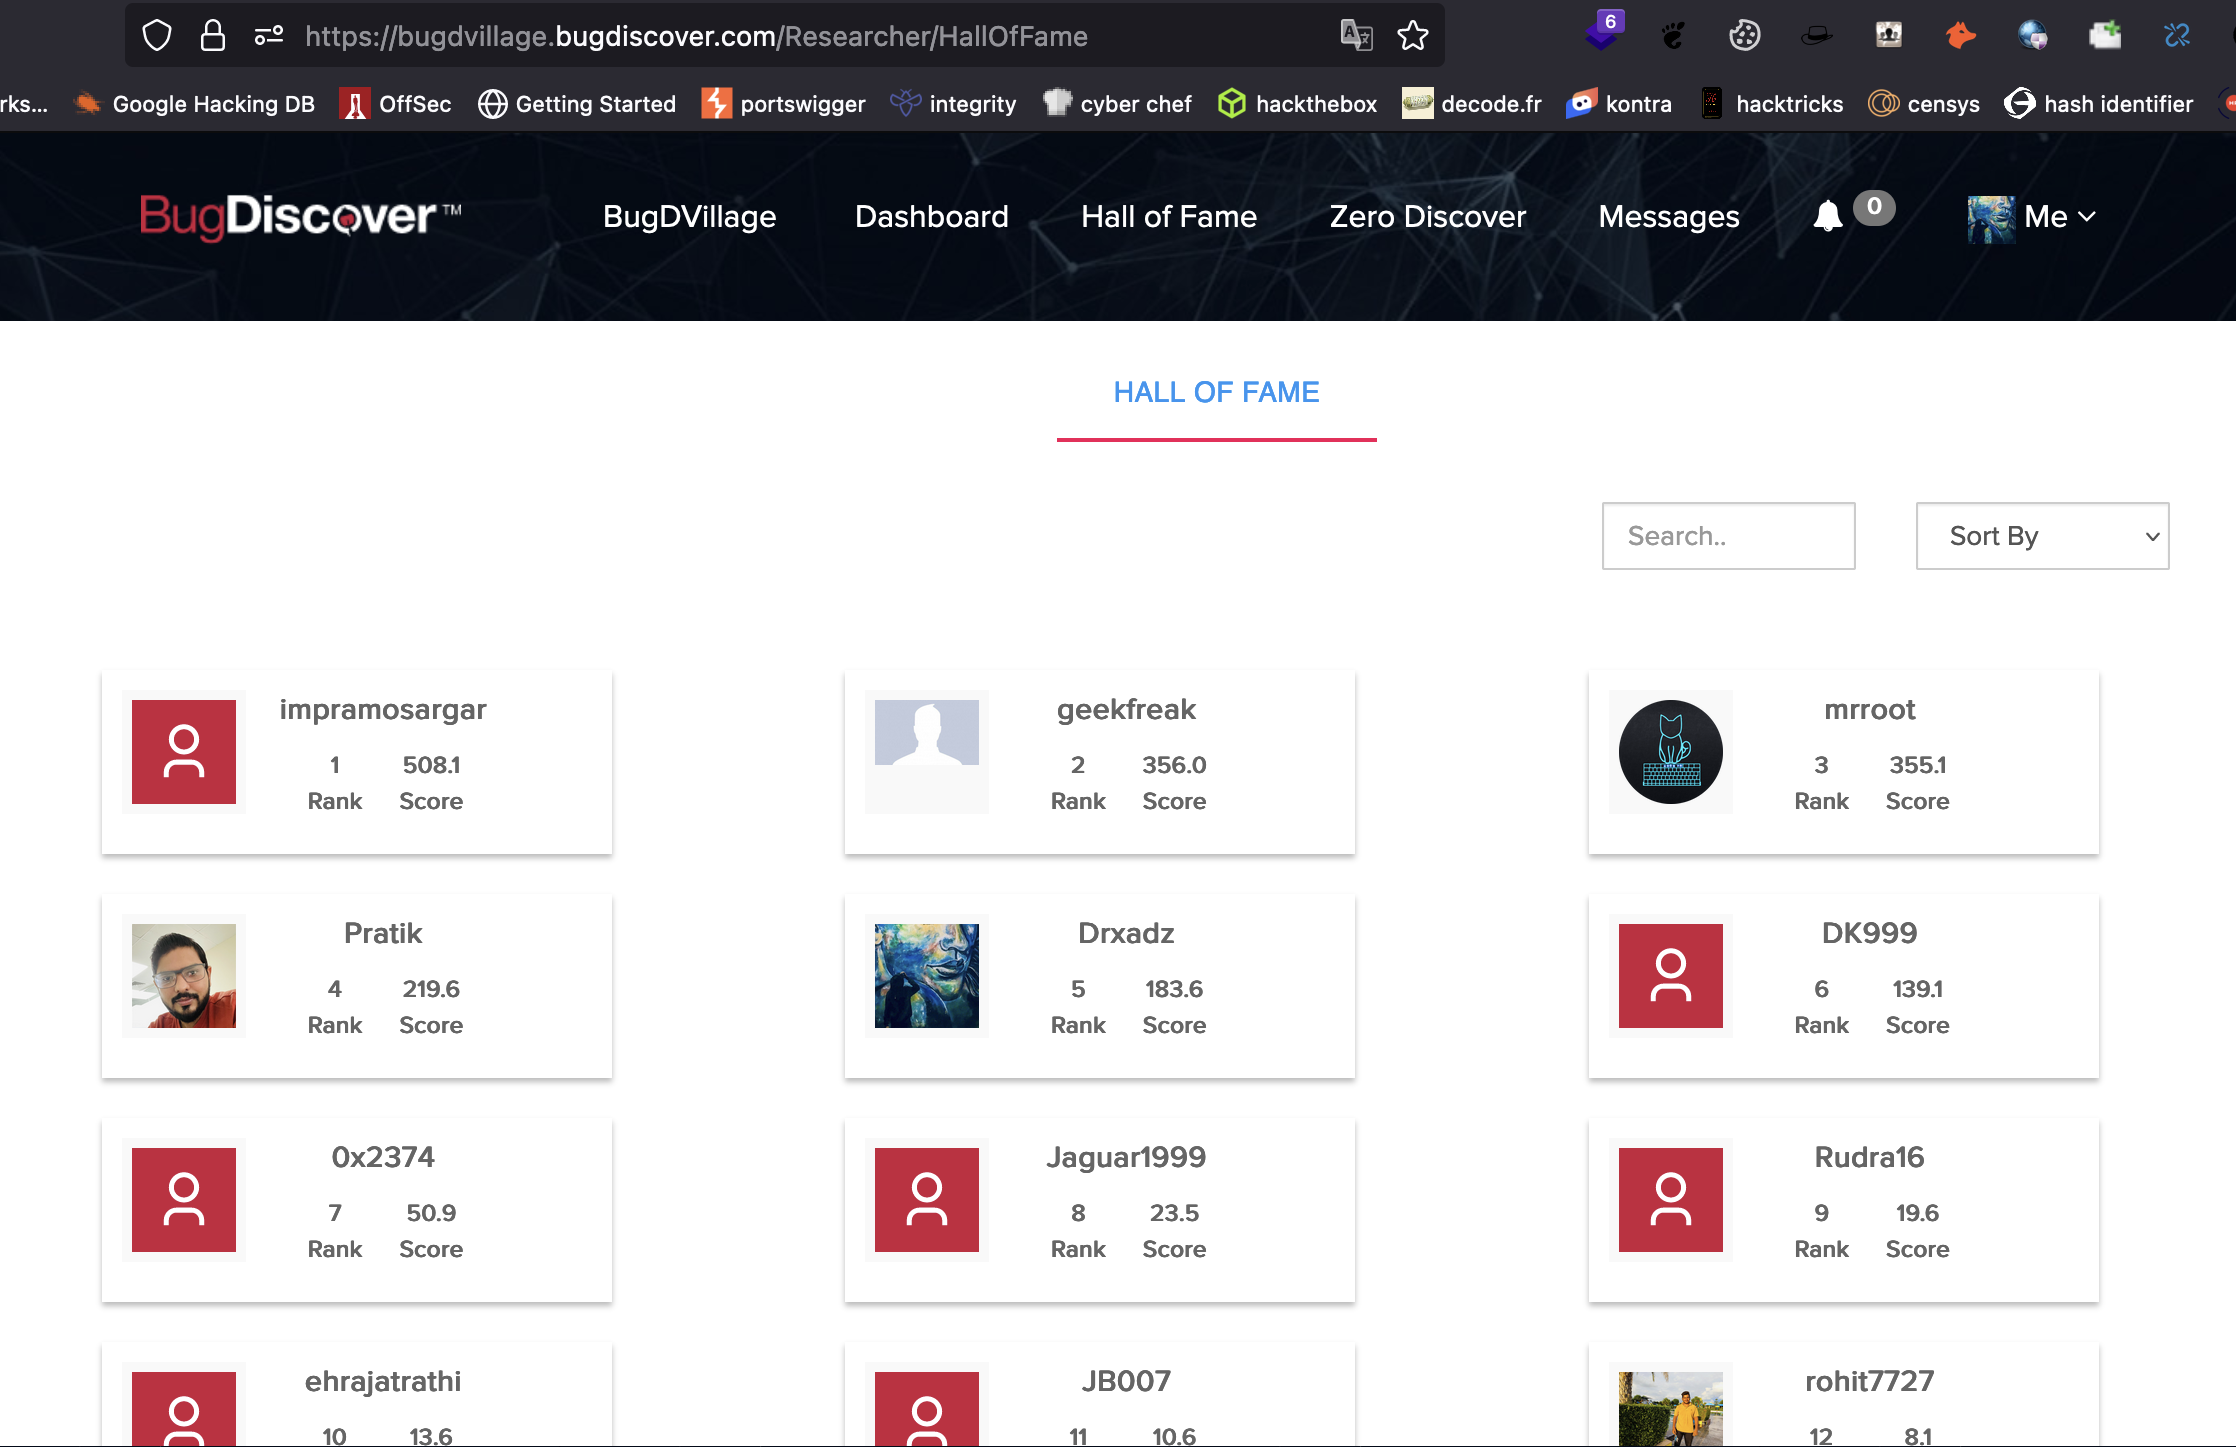 https://bugdvillage.bugdiscover.com/Researcher/HallOfFame
6
rks... Google Hacking DB OffSec Getting Started portswigger integrity cyber chef hackthebox decode.fr kontra hacktricks censys hash identifier
BugDiscover™ BugDVillage Dashboard Hall of Fame Zero Discover Messages 0 Me
HALL OF FAME
Search.. Sort By
impramosargar
1 508.1
Rank Score
geekfreak
2 356.0
Rank Score
mrroot
3 355.1
Rank Score
Pratik
4 219.6
Rank Score
Drxadz
5 183.6
Rank Score
DK999
6 139.1
Rank Score
0x2374
7 50.9
Rank Score
Jaguar1999
8 23.5
Rank Score
Rudra16
9 19.6
Rank Score
ehrajatrathi
10 13.6
JB007
11 10.6
rohit7727
12 8.1